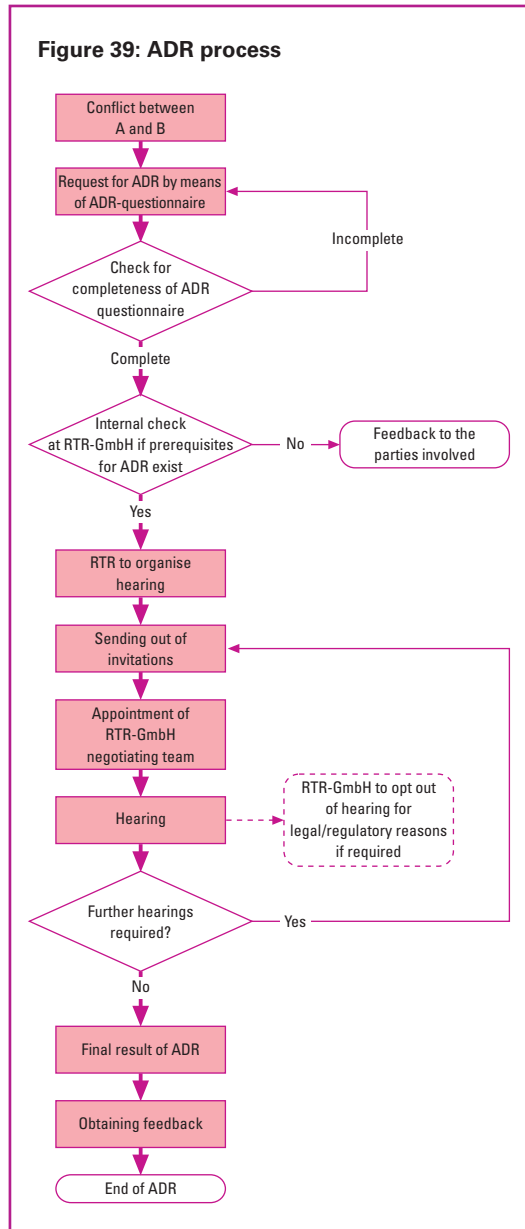 Figure 39: ADR process
Conflict between
A and B
Request for ADR by means
of ADR-questionnaire
Incomplete
Check for
completeness of ADR
questionnaire
Complete
Internal check
at RTR-GmbH if prerequisites
for ADR exist
No
Feedback to the
parties involved
Yes
RTR to organise
hearing
Sending out of
invitations
Appointment of
RTR-GmbH
negotiating team
Hearing
RTR-GmbH to opt out
of hearing for
legal/regulatory reasons
if required
Further hearings
required?
Yes
No
Final result of ADR
Obtaining feedback
End of ADR